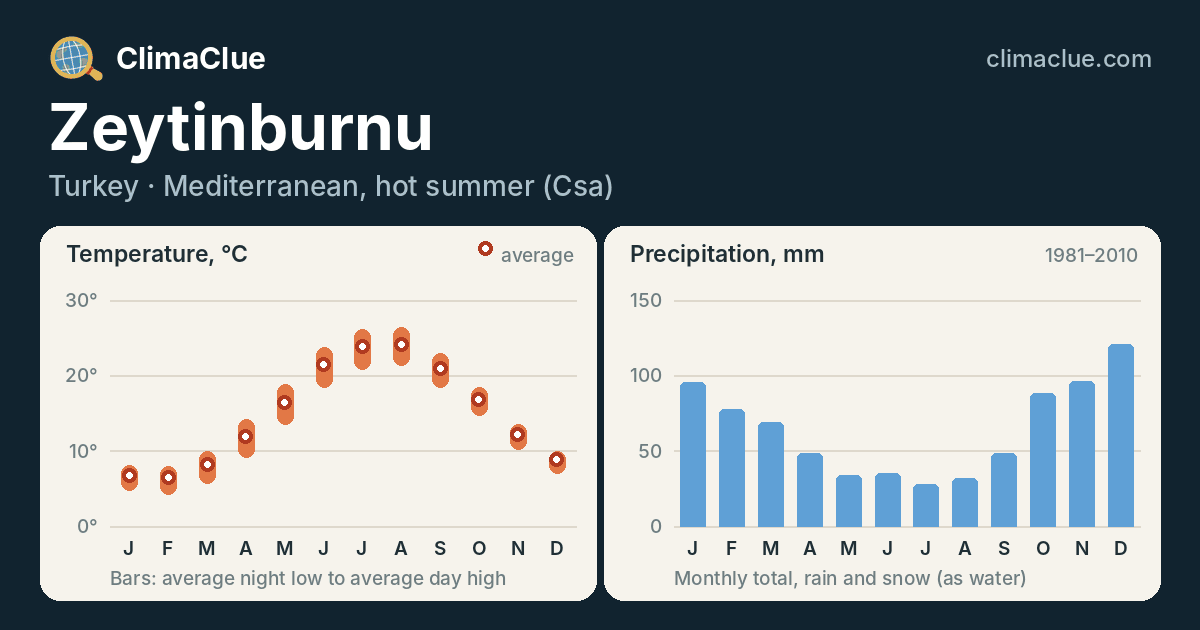 ClimaClue
climaclue.com
Zeytinburnu
Turkey · Mediterranean, hot summer (Csa)
Temperature, °C
average
30°
20°
10°
0°
J F M A M J J A S O N D
Bars: average night low to average day high
Precipitation, mm
1981–2010
150
100
50
0
J F M A M J J A S O N D
Monthly total, rain and snow (as water)